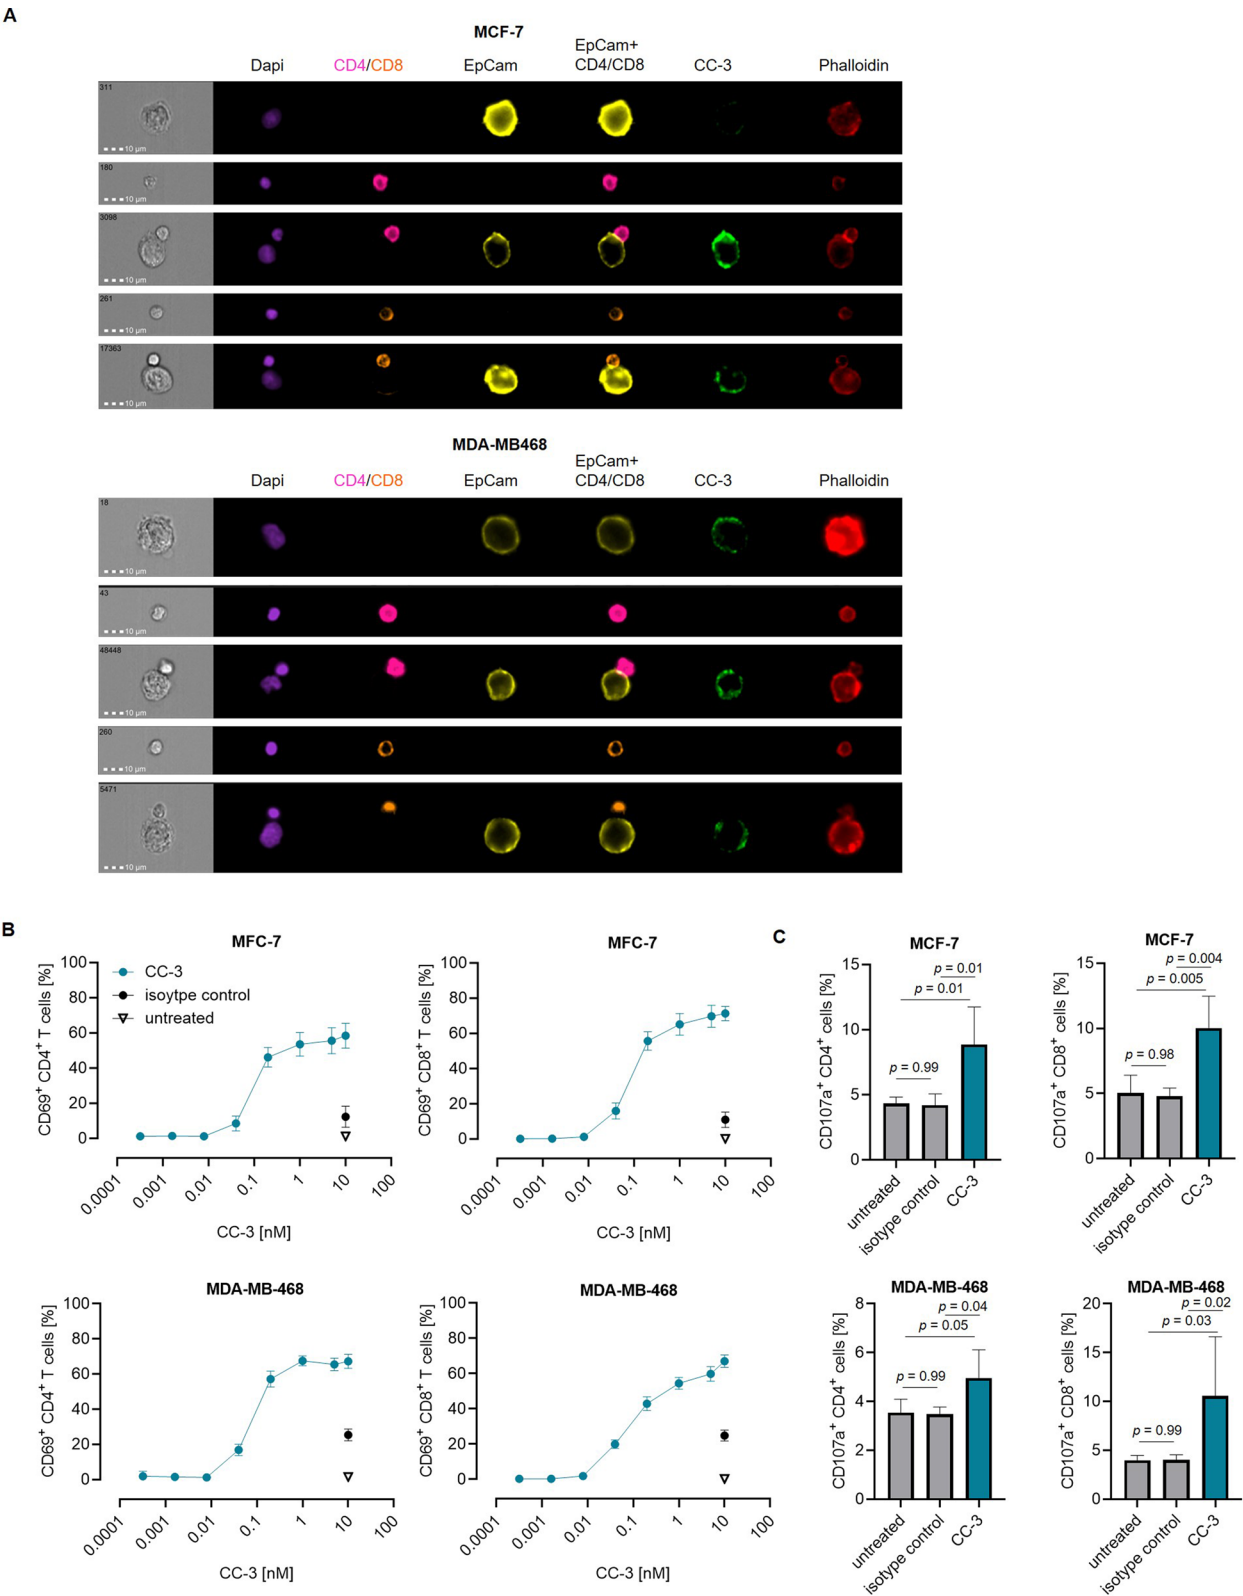 A
MCF-7
Dapi CD4/CD8 EpCam EpCam+ CD4/CD8 CC-3 Phalloidin
311
10 µm
180
10 µm
3098
10 µm
261
10 µm
17363
10 µm
MDA-MB468
Dapi CD4/CD8 EpCam EpCam+ CD4/CD8 CC-3 Phalloidin
18
10 µm
43
10 µm
48448
10 µm
260
10 µm
5471
10 µm
B
MFC-7
CD69+ CD4+ T cells [%]
100
80
60
40
20
0
CC-3
isoytpe control
untreated
0.0001 0.001 0.01 0.1 1 10 100
CC-3 [nM]
MFC-7
CD69+ CD8+ T cells [%]
100
80
60
40
20
0
0.0001 0.001 0.01 0.1 1 10 100
CC-3 [nM]
MDA-MB-468
CD69+ CD4+ T cells [%]
100
80
60
40
20
0
0.0001 0.001 0.01 0.1 1 10 100
CC-3 [nM]
MDA-MB-468
CD69+ CD8+ T cells [%]
100
80
60
40
20
0
0.0001 0.001 0.01 0.1 1 10 100
CC-3 [nM]
C
MCF-7
CD107a+ CD4+ cells [%]
15
10
5
0
p = 0.01
p = 0.01
p = 0.99
untreated
isotype control
CC-3
MCF-7
CD107a+ CD8+ cells [%]
15
10
5
0
p = 0.004
p = 0.005
p = 0.98
untreated
isotype control
CC-3
MDA-MB-468
CD107a+ CD4+ cells [%]
8
6
4
2
0
p = 0.04
p = 0.05
p = 0.99
untreated
isotype control
CC-3
MDA-MB-468
CD107a+ CD8+ cells [%]
20
15
10
5
0
p = 0.02
p = 0.03
p = 0.99
untreated
isotype control
CC-3